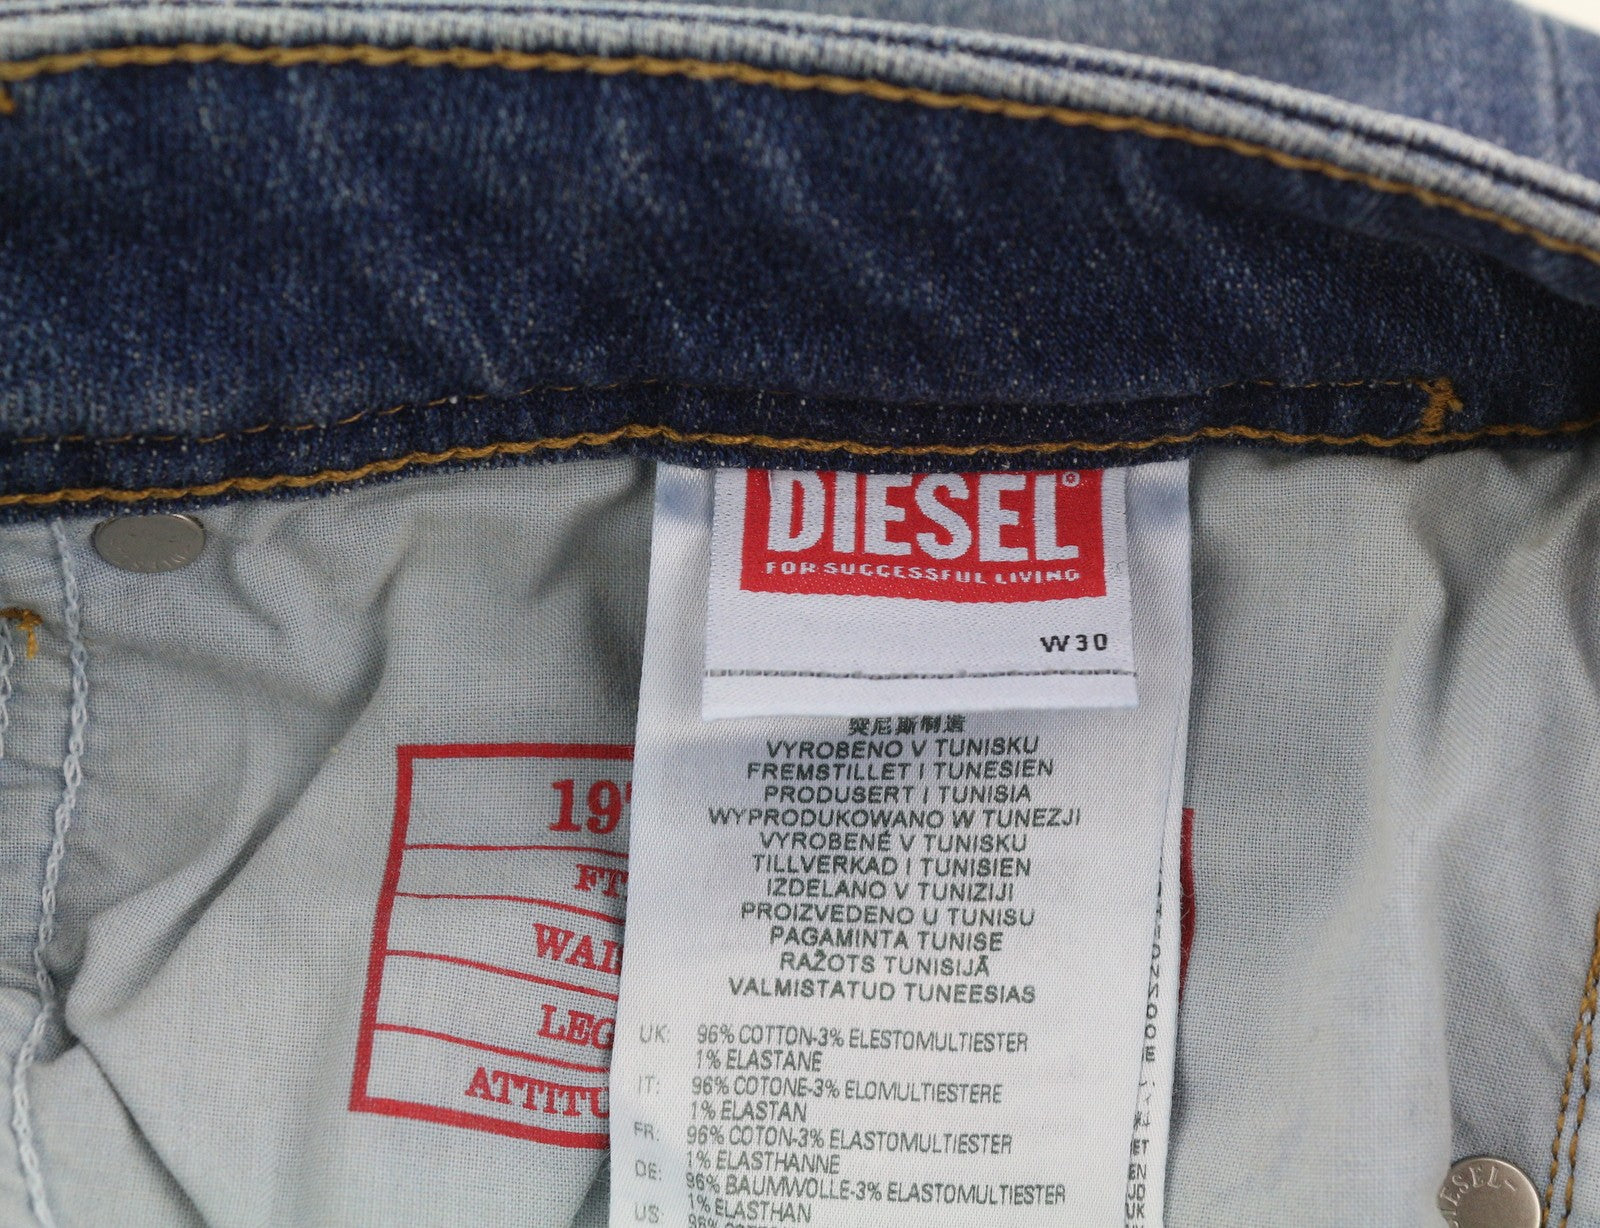 DIESEL
FOR SUCCESSFUL LIVING
W30
突尼斯制造
VYROBENO V TUNISKU
FREMSTILLET I TUNESIEN
PRODUSERT I TUNISIA
WYPRODUKOWANO W TUNEZJI
VYROBENÉ V TUNISKU
TILLVERKAD I TUNISIEN
IZDELANO V TUNIZIJI
PROIZVEDENO U TUNISU
PAGAMINTA TUNISE
RAŽOTS TUNISIJĀ
VALMISTATUD TUNEESIAS
UK: 96% COTTON-3% ELESTOMULTIESTER
1% ELASTANE
IT: 96% COTONE-3% ELOMULTIESTERE
1% ELASTAN
FR: 96% COTON-3% ELASTOMULTIESTER
1% ELASTHANNE
DE: 96% BAUMWOLLE-3% ELASTOMULTIESTER
1% ELASTHAN
US:
19
FI
WAI
LEG
ATTITU